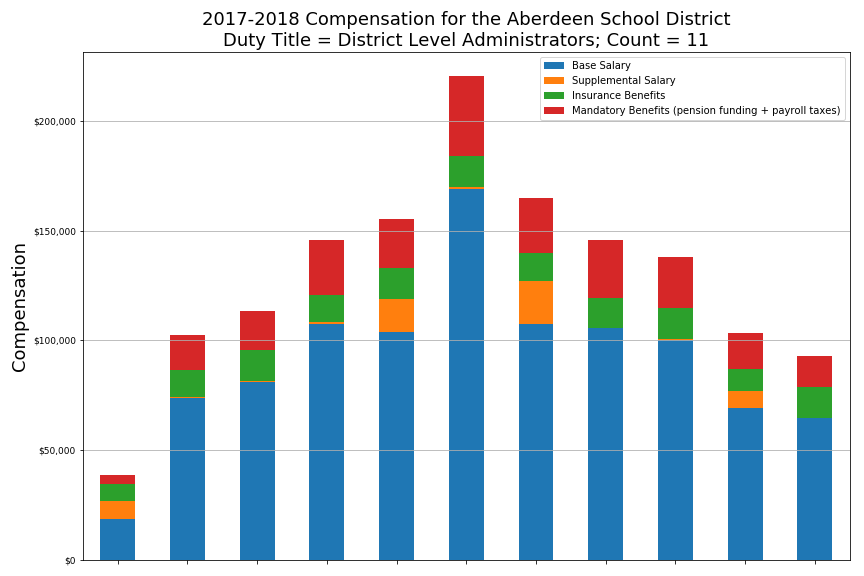 2017-2018 Compensation for the Aberdeen School District
Duty Title = District Level Administrators; Count = 11
Base Salary
Supplemental Salary
Insurance Benefits
Mandatory Benefits (pension funding + payroll taxes)
Compensation
$200,000
$150,000
$100,000
$50,000
$0